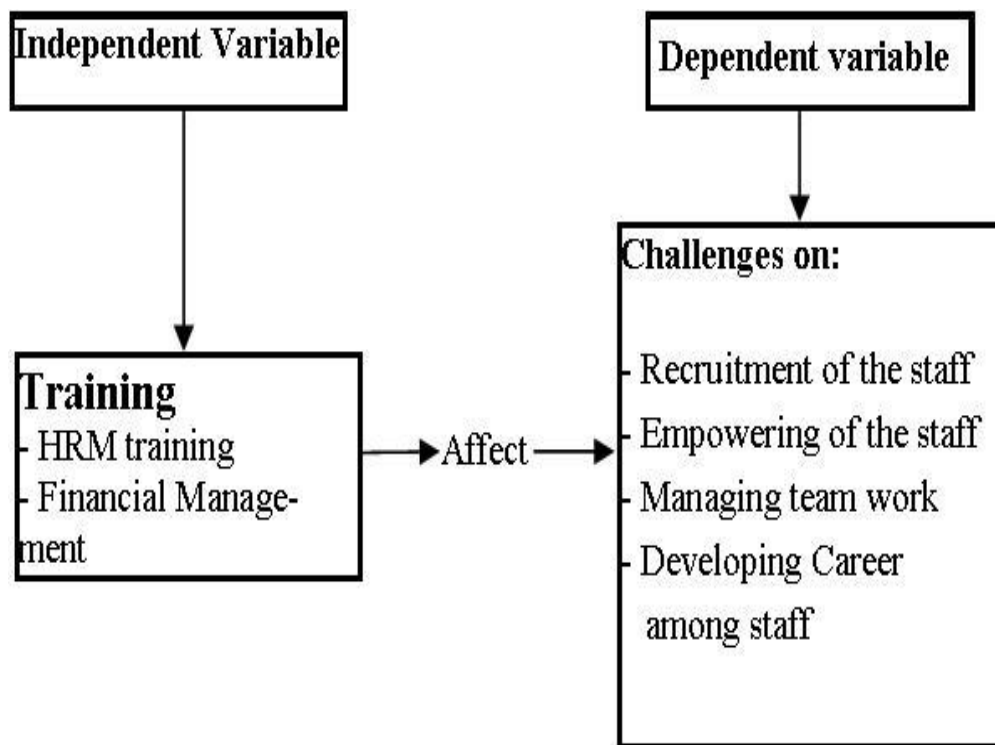 Independent Variable
Dependent variable
Training
- HRM training
- Financial Manage-
ment
Affect
Challenges on:
- Recruitment of the staff
- Empowering of the staff
- Managing team work
- Developing Career
among staff